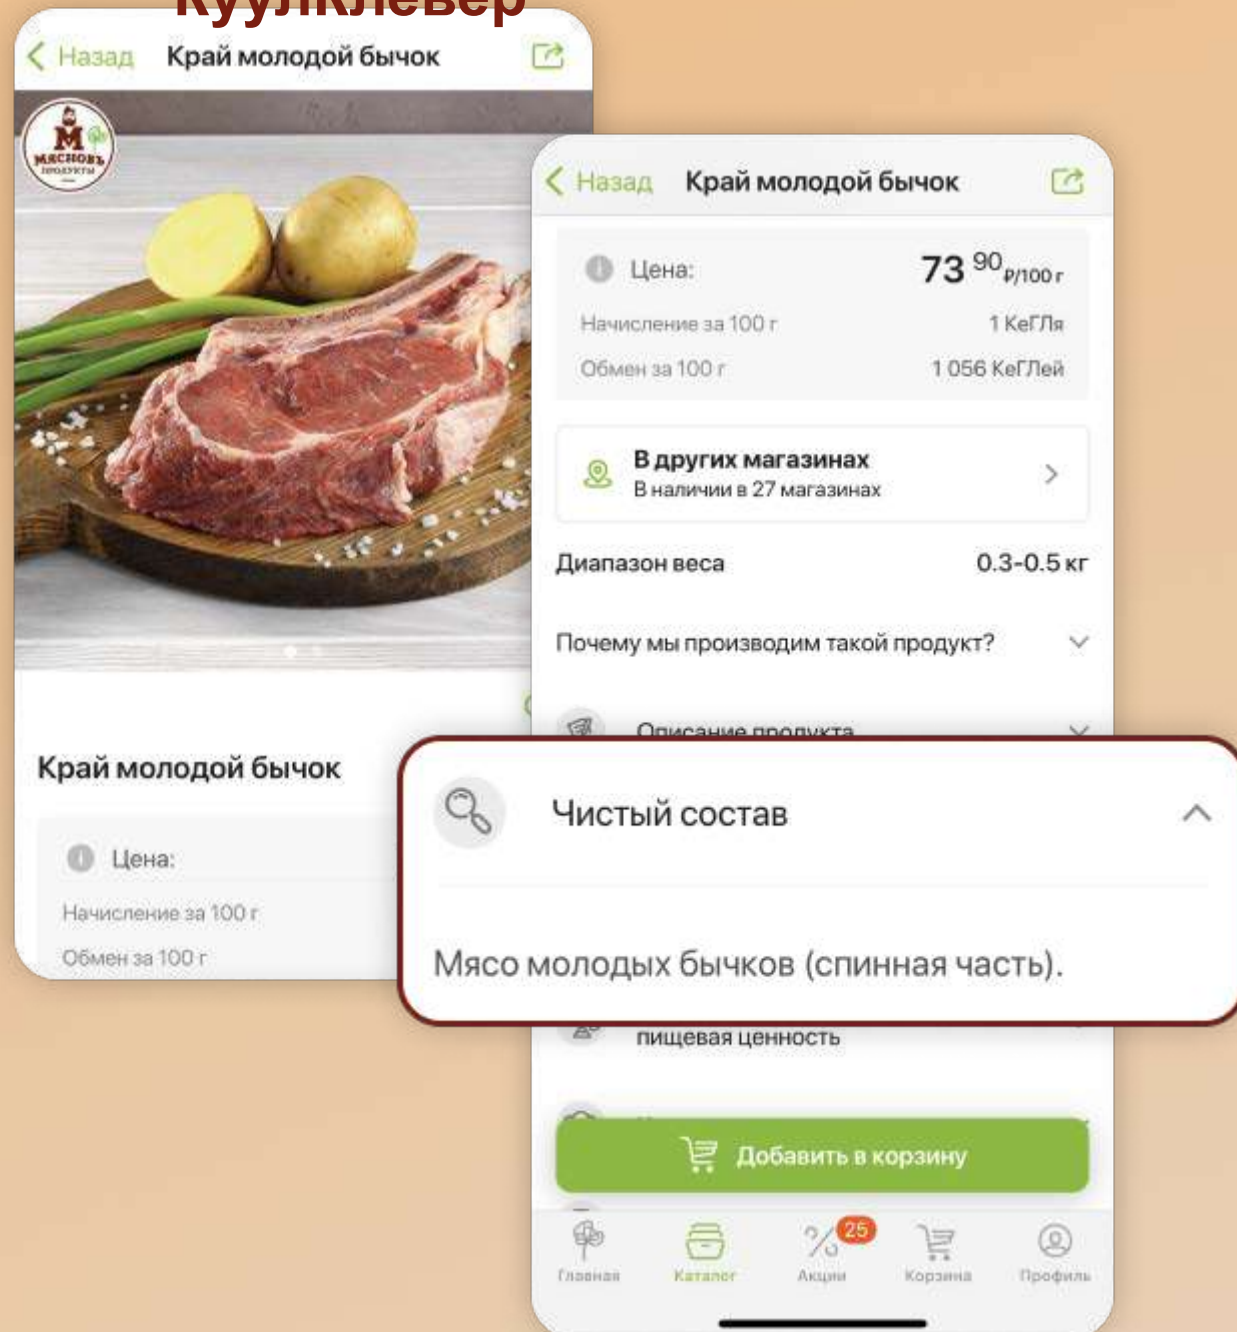 куулклевер
Назад
Край молодой бычок
М
МЯСНОВЪ
ПРОДУКТЫ
Край молодой бычок
Цена:
Начисление за 100 г
Обмен за 100 г
Назад
Край молодой бычок
Цена:
73 90 ₽/100 г
Начисление за 100 г
1 КеГЛя
Обмен за 100 г
1 056 КеГЛей
В других магазинах
В наличии в 27 магазинах
Диапазон веса
0.3-0.5 кг
Почему мы производим такой продукт?
Описание продукта
Чистый состав
Мясо молодых бычков (спинная часть).
пищевая ценность
Добавить в корзину
25
Главная
Каталог
Акции
Корзина
Профиль